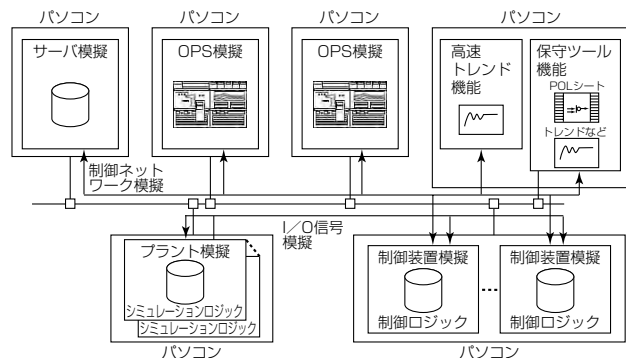 パソコン
パソコン
パソコン
パソコン
サーバ模擬
OPS模擬
OPS模擬
高速
トレンド
機能
保守ツール
機能
POLシート
トレンドなど
制御ネット
ワーク模擬
I/O信号
模擬
プラント模擬
シミュレーションロジック
シミュレーションロジック
制御装置模擬
制御ロジック
制御装置模擬
制御ロジック
パソコン
パソコン